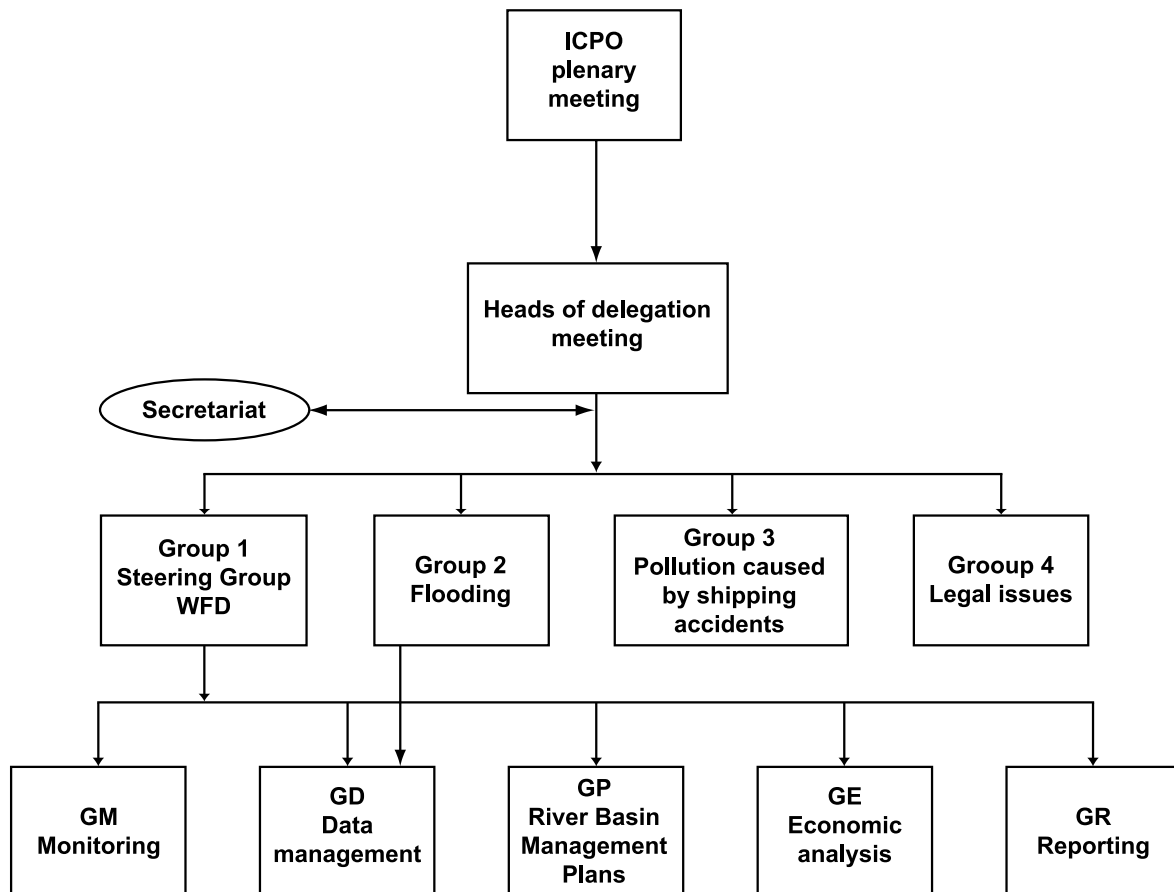 ICPO
plenary
meeting
Heads of delegation
meeting
Secretariat
Group 1
Steering Group
WFD
Group 2
Flooding
Group 3
Pollution caused
by shipping
accidents
Grooup 4
Legal issues
GM
Monitoring
GD
Data
management
GP
River Basin
Management
Plans
GE
Economic
analysis
GR
Reporting